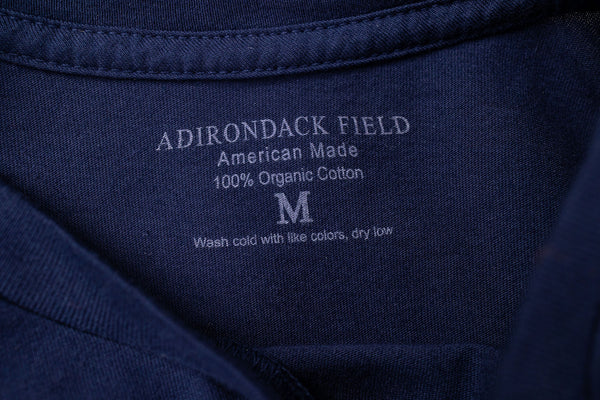 ADIRONDACK FIELD
American Made
100% Organic Cotton
M
Wash cold with like colors, dry low